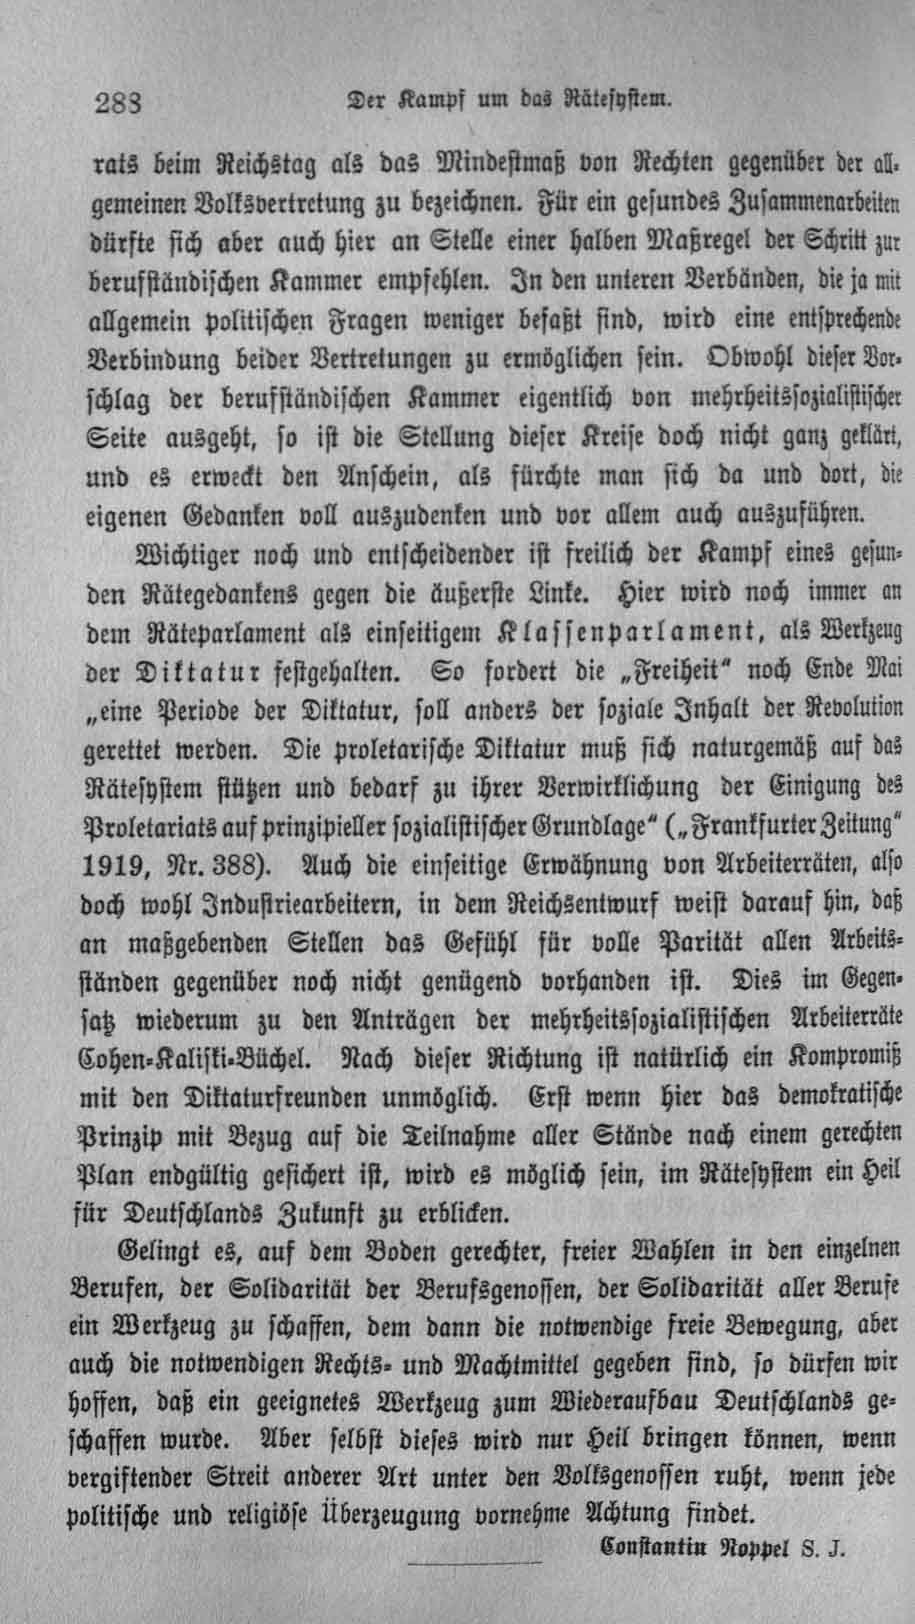 288 Der Kampf um das Rätesystem.
rats beim Reichstag als das Mindestmaß von Rechten gegenüber der all-
gemeinen Volksvertretung zu bezeichnen. Für ein gesundes Zusammenarbeiten
dürfte sich aber auch hier an Stelle einer halben Maßregel der Schritt zur
berufständischen Kammer empfehlen. In den unteren Verbänden, die ja mit
allgemein politischen Fragen weniger befaßt sind, wird eine entsprechende
Verbindung beider Vertretungen zu ermöglichen sein. Obwohl dieser Vor-
schlag der berufständischen Kammer eigentlich von mehrheitssozialistischer
Seite ausgeht, so ist die Stellung dieser Kreise doch nicht ganz geklärt,
und es erweckt den Anschein, als fürchte man sich da und dort, die
eigenen Gedanken voll auszudenken und vor allem auch auszuführen.
Wichtiger noch und entscheidender ist freilich der Kampf eines gesun-
den Rätegedankens gegen die äußerste Linke. Hier wird noch immer an
dem Räteparlament als einseitigem Klassenparlament, als Werkzeug
der Diktatur festgehalten. So fordert die „Freiheit“ noch Ende Mai
„eine Periode der Diktatur, soll anders der soziale Inhalt der Revolution
gerettet werden. Die proletarische Diktatur muß sich naturgemäß auf das
Rätesystem stützen und bedarf zu ihrer Verwirklichung der Einigung des
Proletariats auf prinzipieller sozialistischer Grundlage“ („Frankfurter Zeitung“
1919, Nr. 388). Auch die einseitige Erwähnung von Arbeiterräten, also
doch wohl Industriearbeitern, in dem Reichsentwurf weist darauf hin, daß
an maßgebenden Stellen das Gefühl für volle Parität allen Arbeits-
ständen gegenüber noch nicht genügend vorhanden ist. Dies im Gegen-
satz wiederum zu den Anträgen der mehrheitssozialistischen Arbeiterräte
Cohen-Kaliski-Büchel. Nach dieser Richtung ist natürlich ein Kompromiß
mit den Diktaturfreunden unmöglich. Erst wenn hier das demokratische
Prinzip mit Bezug auf die Teilnahme aller Stände nach einem gerechten
Plan endgültig gesichert ist, wird es möglich sein, im Rätesystem ein Heil
für Deutschlands Zukunft zu erblicken.
Gelingt es, auf dem Boden gerechter, freier Wahlen in den einzelnen
Berufen, der Solidarität der Berufsgenossen, der Solidarität aller Berufe
ein Werkzeug zu schaffen, dem dann die notwendige freie Bewegung, aber
auch die notwendigen Rechts- und Machtmittel gegeben sind, so dürfen wir
hoffen, daß ein geeignetes Werkzeug zum Wiederaufbau Deutschlands ge-
schaffen wurde. Aber selbst dieses wird nur Heil bringen können, wenn
vergiftender Streit anderer Art unter den Volksgenossen ruht, wenn jede
politische und religiöse Überzeugung vornehme Achtung findet.
Constantin Noppel S. J.